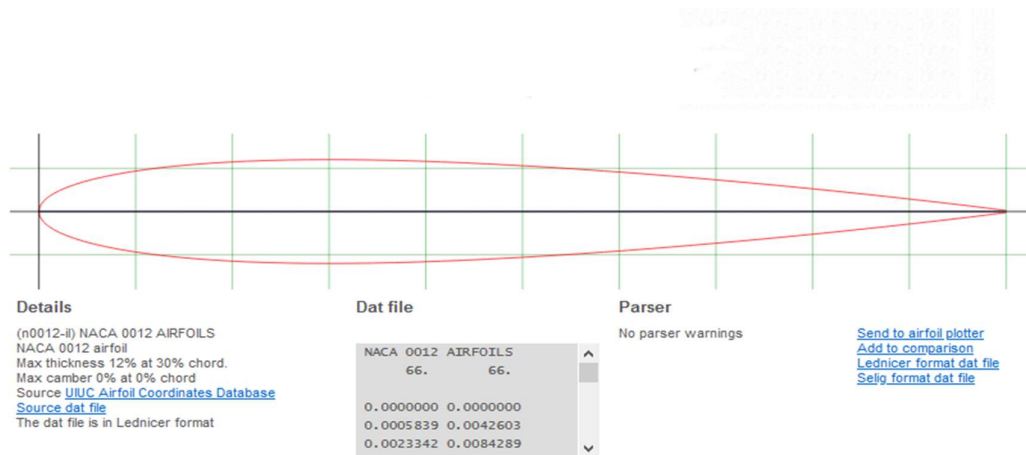 Details
(n0012-il) NACA 0012 AIRFOILS
NACA 0012 airfoil
Max thickness 12% at 30% chord.
Max camber 0% at 0% chord
Source UIUC Airfoil Coordinates Database
Source dat file
The dat file is in Lednicer format
Dat file
NACA 0012 AIRFOILS
66. 66.
0.0000000 0.0000000
0.0005839 0.0042603
0.0023342 0.0084289
Parser
No parser warnings
Send to airfoil plotter
Add to comparison
Lednicer format dat file
Selig format dat file